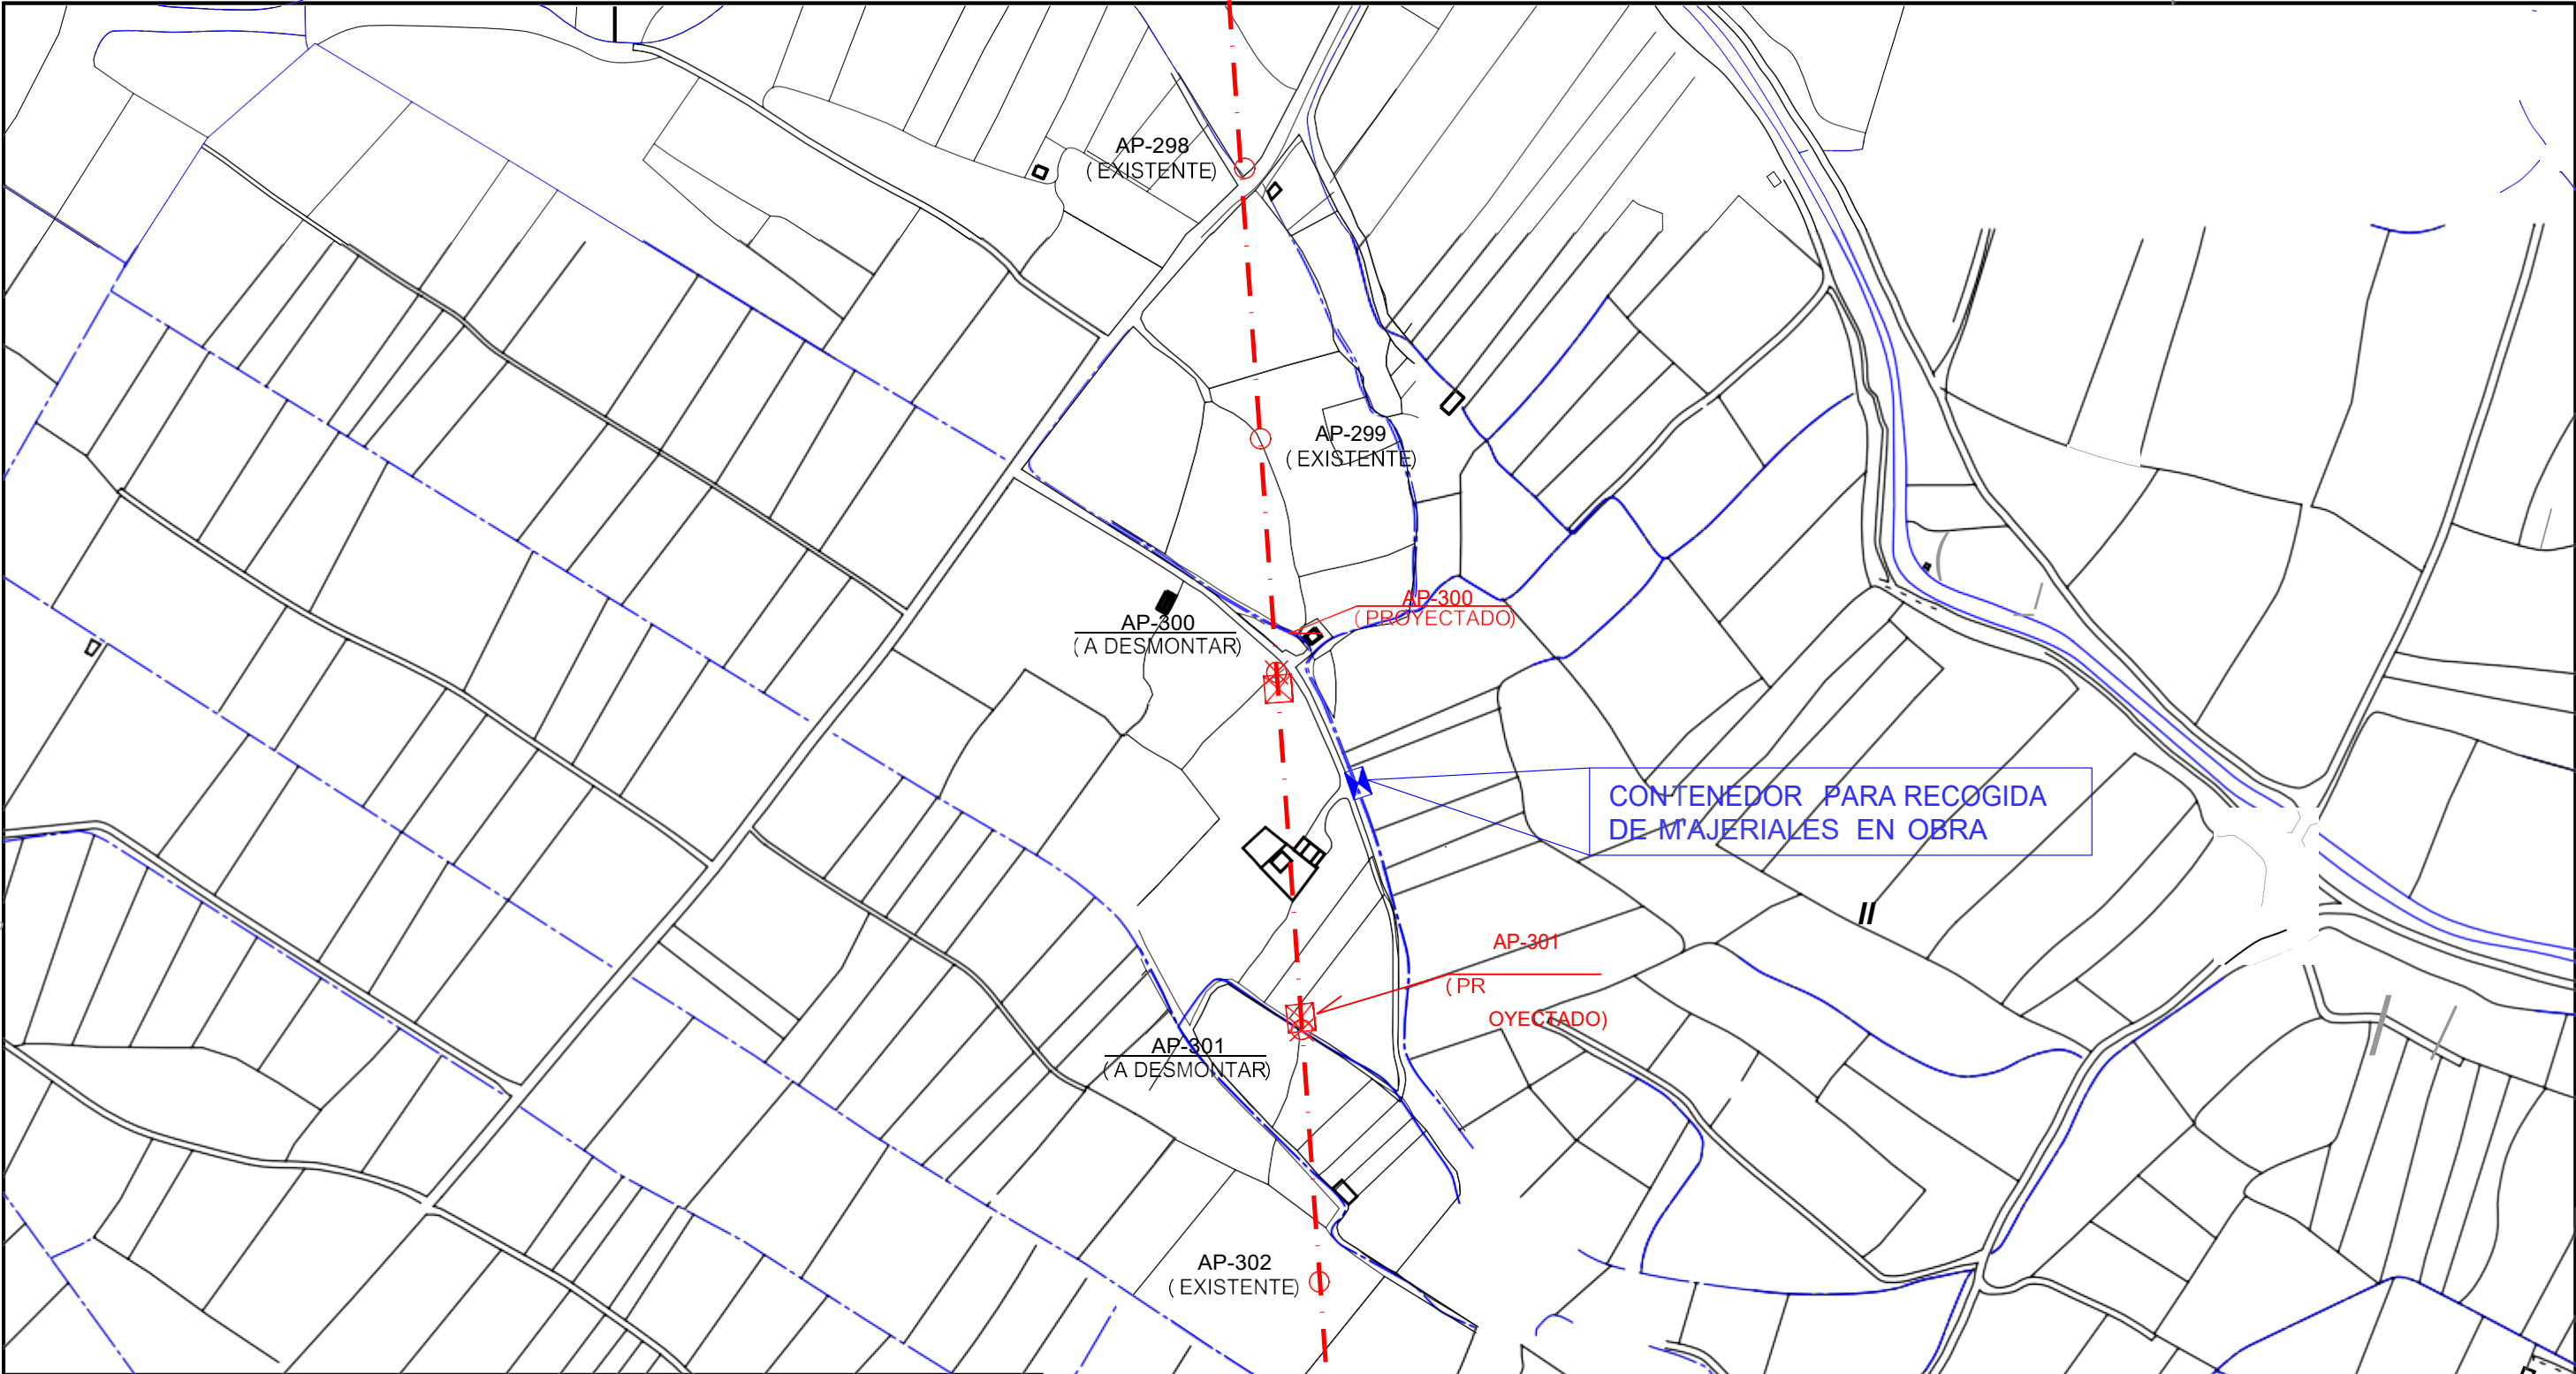 AP-298
( EXISTENTE)
AP-299
( EXISTENTE)
AP-300
( PROYECTADO)
AP-300
( A DESMONTAR)
CONTENEDOR PARA RECOGIDA
DE M'AJERIALES EN OBRA
AP-301
( PR
OYECTADO)
AP-301
( A DESMONTAR)
AP-302
( EXISTENTE)